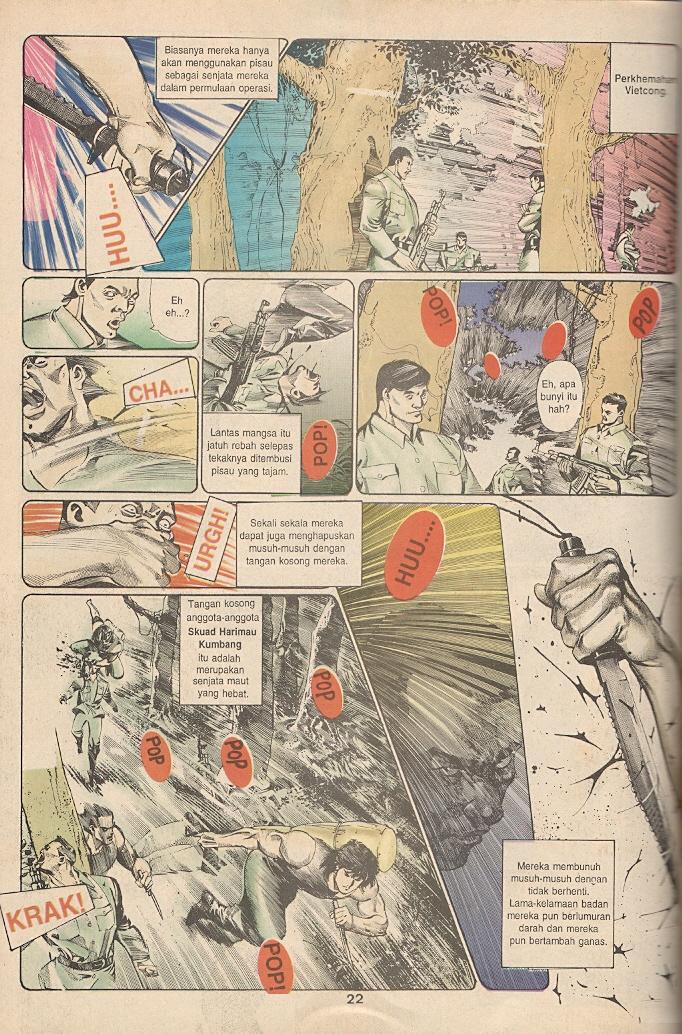 Biasanya mereka hanya
akan menggunakan pisau
sebagai senjata mereka
dalam permulaan operasi.
HUU....
Perkhemahan
Vietcong.
Eh
eh...?
CHA...
Lantas mangsa itu
jatuh rebah selepas
tekaknya ditembusi
pisau yang tajam.
POP!
POP!
POP
Eh, apa
bunyi itu
hah?
URGH!
Sekali sekala mereka
dapat juga menghapuskan
musuh-musuh dengan
tangan kosong mereka.
HUU....
Tangan kosong
anggota-anggota
Skuad Harimau
Kumbang
itu adalah
merupakan
senjata maut
yang hebat.
POP
POP
POP
KRAK!
POP!
Mereka membunuh
musuh-musuh dengan
tidak berhenti.
Lama-kelamaan badan
mereka pun berlumuran
darah dan mereka
pun bertambah ganas.
22